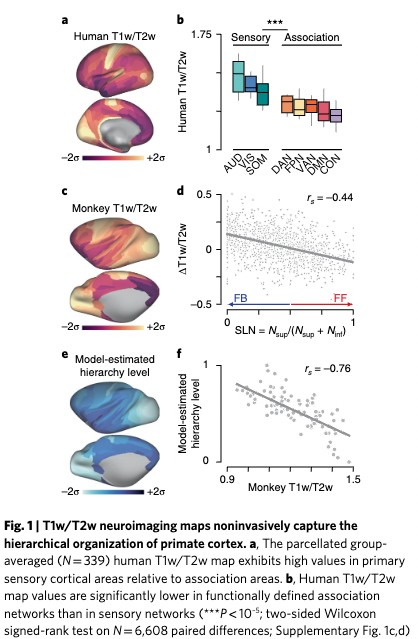 a
Human T1w/T2w
−2σ
+2σ
b
***
Sensory
Association
1.75
1
Human T1w/T2w
AUD
VIS
SOM
DAN
FPN
VAN
DMN
CON
c
Monkey T1w/T2w
−2σ
+2σ
d
0.5
0
−0.5
ΔT1w/T2w
rs = −0.44
FB
FF
0
1
SLN = Nsup/(Nsup + Ninf)
e
Model-estimated
hierarchy level
−2σ
+2σ
f
1
0
Model-estimated
hierarchy level
rs = −0.76
0.9
1.5
Monkey T1w/T2w
Fig. 1 | T1w/T2w neuroimaging maps noninvasively capture the
hierarchical organization of primate cortex. a, The parcellated group-
averaged (N = 339) human T1w/T2w map exhibits high values in primary
sensory cortical areas relative to association areas. b, Human T1w/T2w
map values are significantly lower in functionally defined association
networks than in sensory networks (***P < 10⁻⁵; two-sided Wilcoxon
signed-rank test on N = 6,608 paired differences; Supplementary Fig. 1c,d)